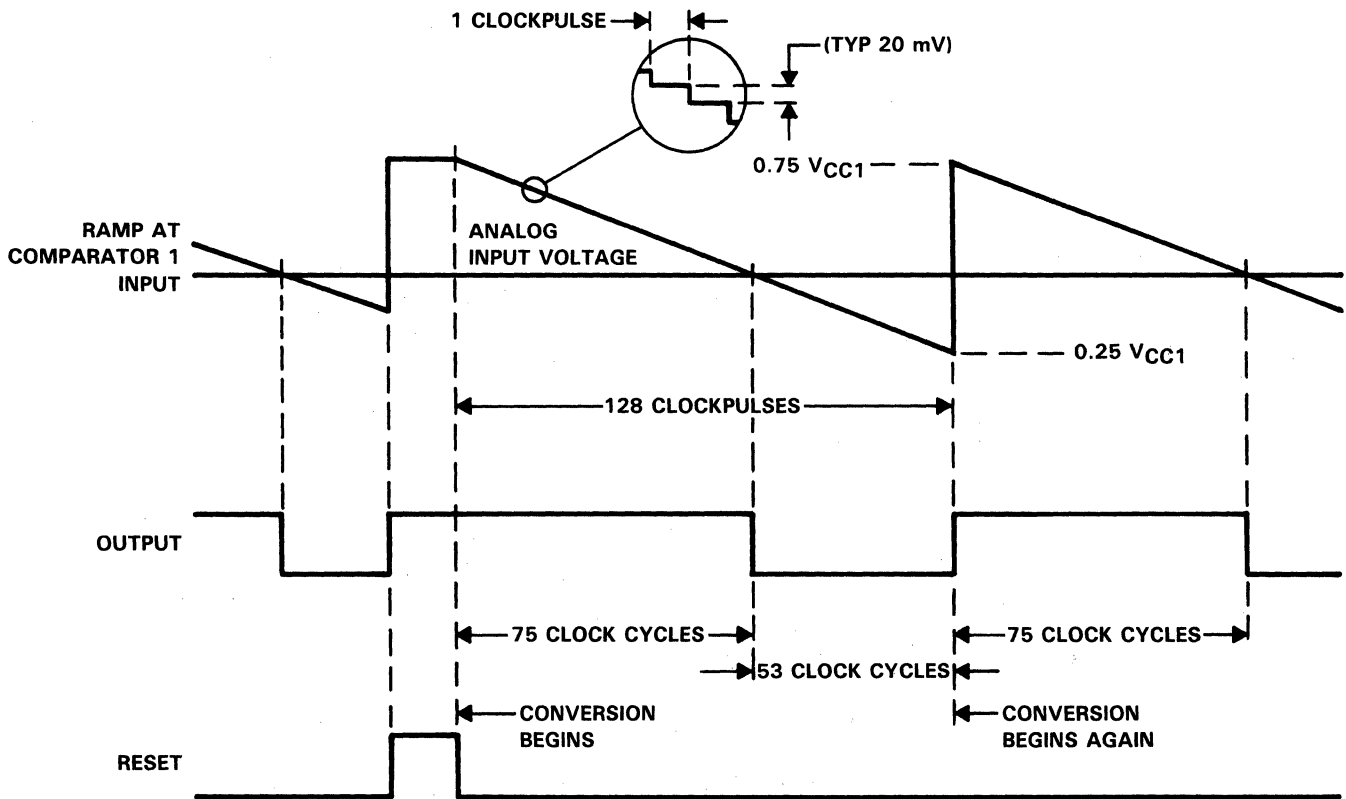 1 CLOCKPULSE
(TYP 20 mV)
0.75 VCC1
RAMP AT
COMPARATOR 1
INPUT
ANALOG
INPUT VOLTAGE
0.25 VCC1
128 CLOCKPULSES
OUTPUT
75 CLOCK CYCLES
75 CLOCK CYCLES
53 CLOCK CYCLES
CONVERSION
BEGINS
CONVERSION
BEGINS AGAIN
RESET